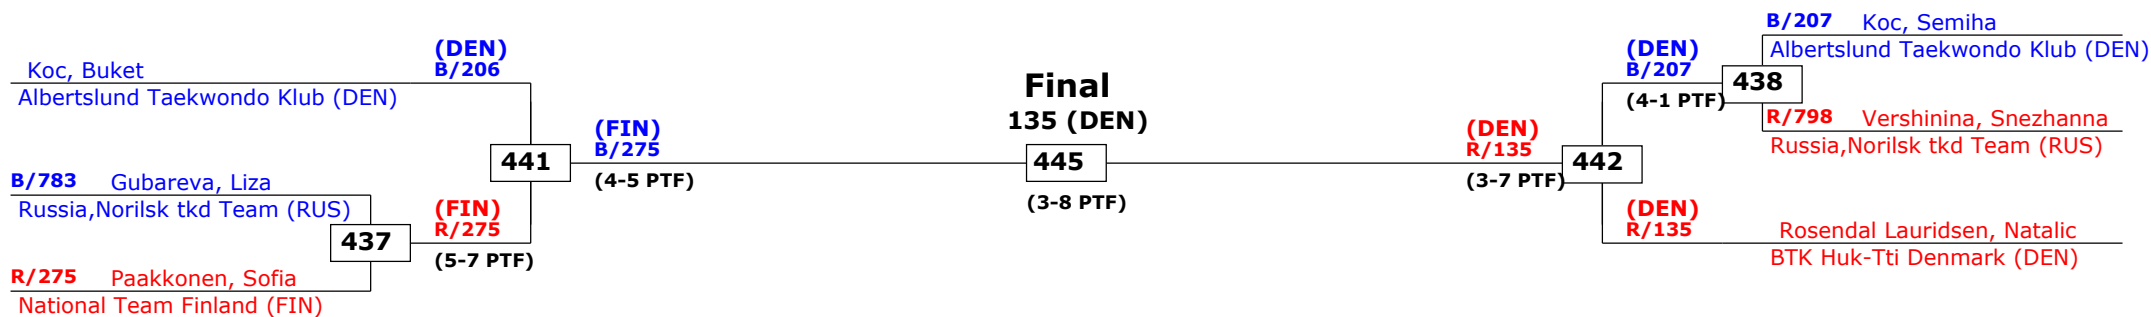 Koc, Buket
Albertslund Taekwondo Klub (DEN)
(DEN)
B/206
B/783 Gubareva, Liza
Russia,Norilsk tkd Team (RUS)
437
R/275 Paakkonen, Sofia
National Team Finland (FIN)
(FIN)
R/275
(5-7 PTF)
441
(FIN)
B/275
(4-5 PTF)
Final
135 (DEN)
445
(3-8 PTF)
(DEN)
R/135
(3-7 PTF)
442
(DEN)
B/207
(4-1 PTF)
438
B/207 Koc, Semiha
Albertslund Taekwondo Klub (DEN)
R/798 Vershinina, Snezhanna
Russia,Norilsk tkd Team (RUS)
(DEN)
R/135
Rosendal Lauridsen, Natalic
BTK Huk-Tti Denmark (DEN)